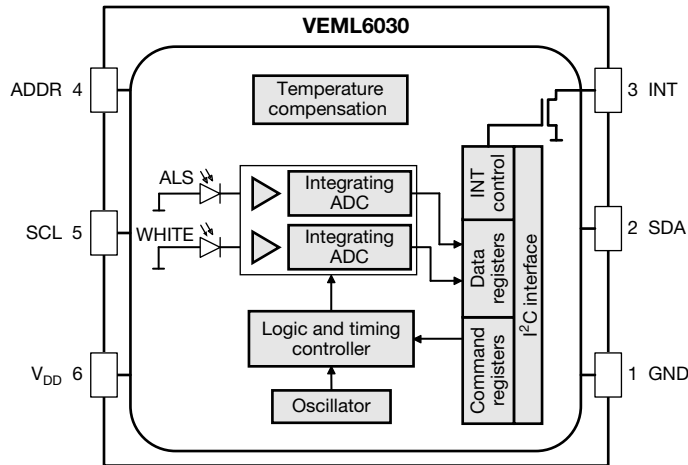 VEML6030
ADDR 4
Temperature
compensation
3 INT
ALS
Integrating
ADC
INT
control
SCL 5
WHITE
Integrating
ADC
Data
registers
I²C interface
2 SDA
Logic and timing
controller
Command
registers
V_DD 6
Oscillator
1 GND